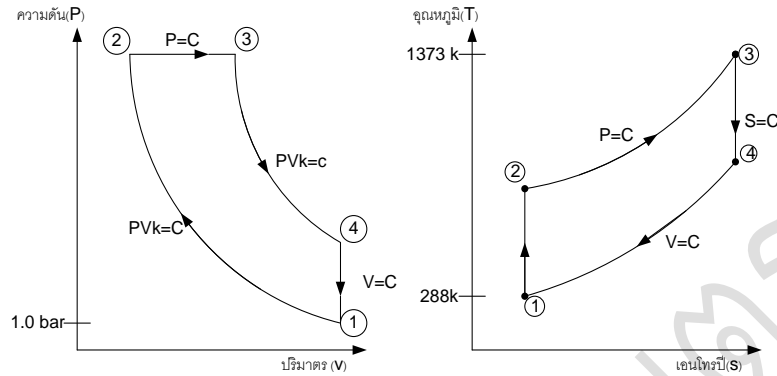 ความดัน(P)
2
P=C
3
PVk=c
4
PVk=C
V=C
1.0 bar
1
ปริมาตร (V)
อุณหภูมิ(T)
1373 k
3
S=C
P=C
2
4
V=C
288k
1
เอนโทรปี(S)